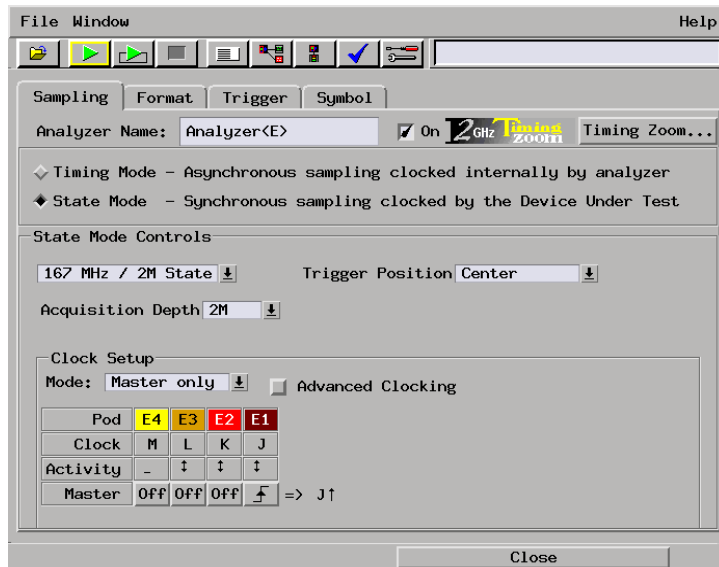 File Window Help
Sampling Format Trigger Symbol
Analyzer Name: Analyzer<E> On 2 GHz Timing Zoom Timing Zoom...
Timing Mode - Asynchronous sampling clocked internally by analyzer
State Mode - Synchronous sampling clocked by the Device Under Test
State Mode Controls
167 MHz / 2M State Trigger Position Center
Acquisition Depth 2M
Clock Setup
Mode: Master only Advanced Clocking
Pod E4 E3 E2 E1
Clock M L K J
Activity - ↕ ↕ ↕
Master Off Off Off => J↑
Close